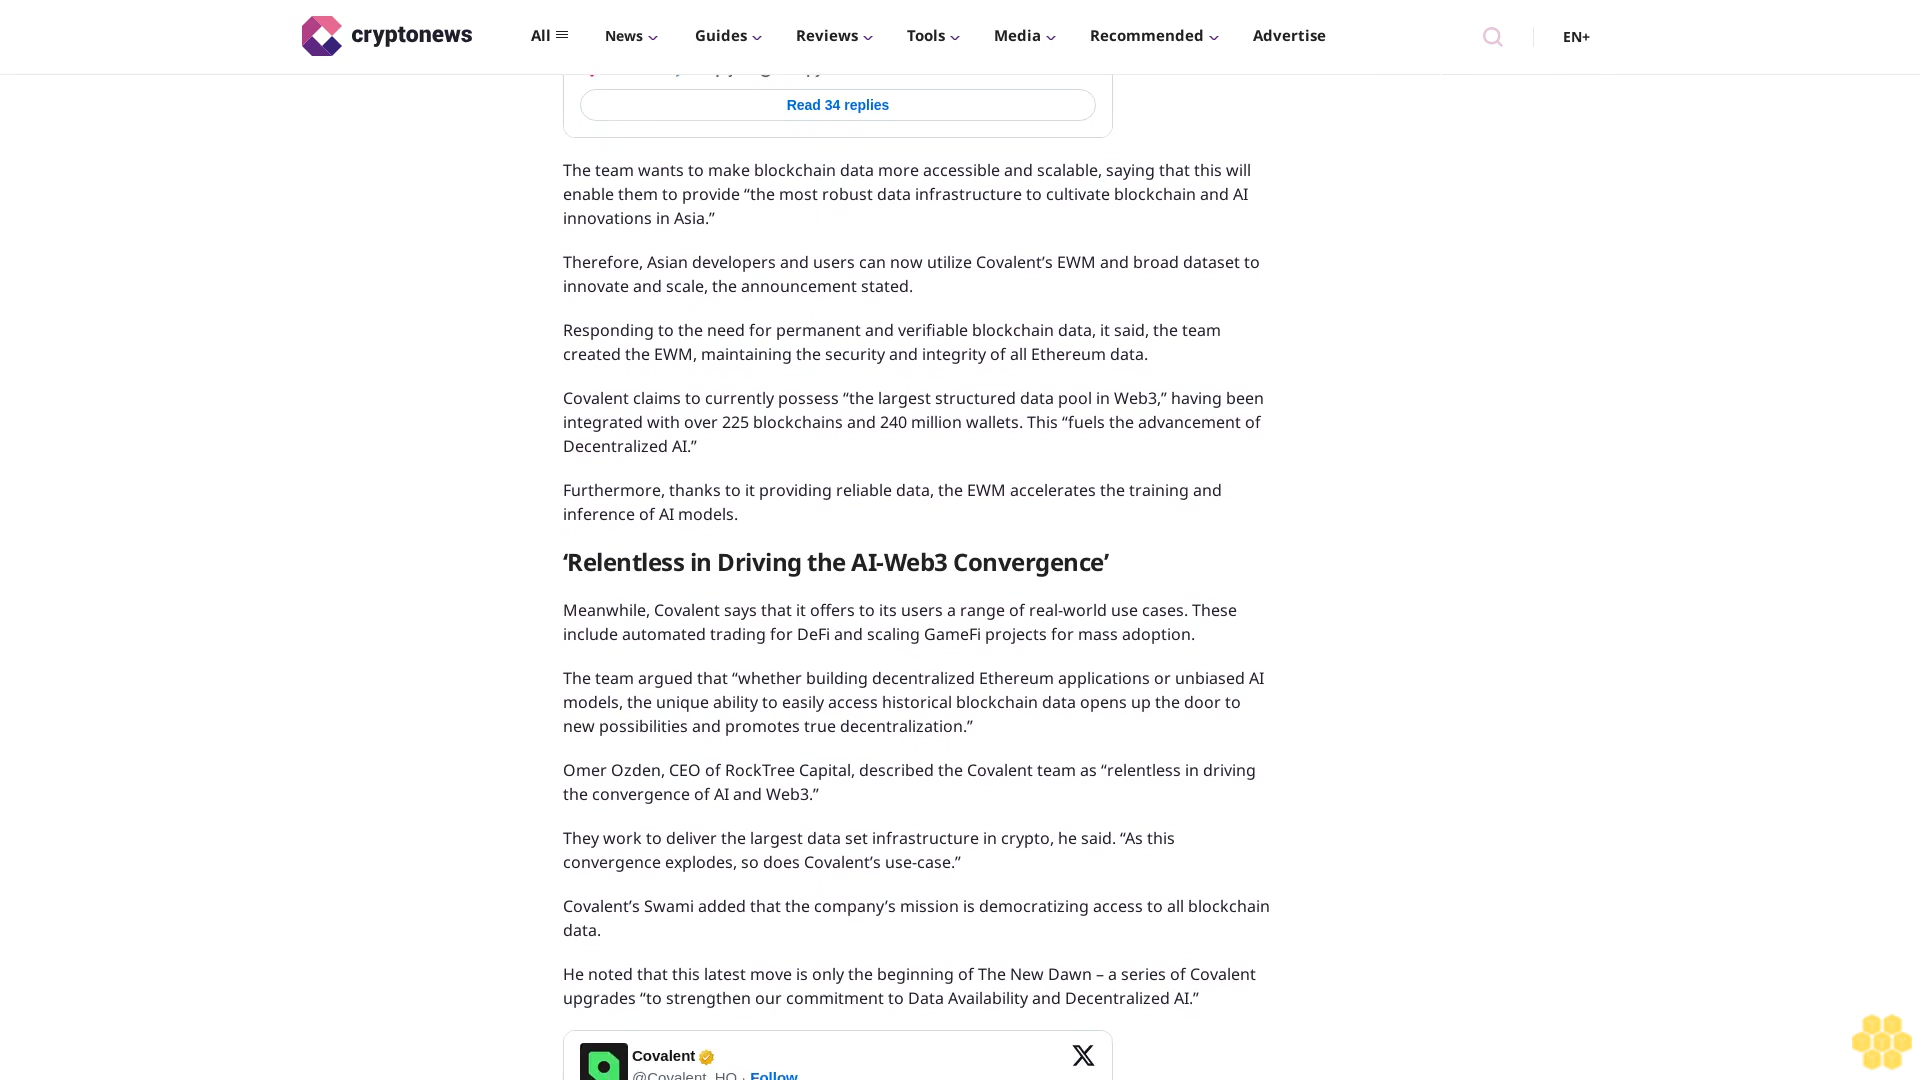 cryptonews
All
News
Guides
Reviews
Tools
Media
Recommended
Advertise
EN+
Read 34 replies
The team wants to make blockchain data more accessible and scalable, saying that this will
enable them to provide “the most robust data infrastructure to cultivate blockchain and AI
innovations in Asia.”
Therefore, Asian developers and users can now utilize Covalent’s EWM and broad dataset to
innovate and scale, the announcement stated.
Responding to the need for permanent and verifiable blockchain data, it said, the team
created the EWM, maintaining the security and integrity of all Ethereum data.
Covalent claims to currently possess “the largest structured data pool in Web3,” having been
integrated with over 225 blockchains and 240 million wallets. This “fuels the advancement of
Decentralized AI.”
Furthermore, thanks to it providing reliable data, the EWM accelerates the training and
inference of AI models.
‘Relentless in Driving the AI-Web3 Convergence’
Meanwhile, Covalent says that it offers to its users a range of real-world use cases. These
include automated trading for DeFi and scaling GameFi projects for mass adoption.
The team argued that “whether building decentralized Ethereum applications or unbiased AI
models, the unique ability to easily access historical blockchain data opens up the door to
new possibilities and promotes true decentralization.”
Omer Ozden, CEO of RockTree Capital, described the Covalent team as “relentless in driving
the convergence of AI and Web3.”
They work to deliver the largest data set infrastructure in crypto, he said. “As this
convergence explodes, so does Covalent’s use-case.”
Covalent’s Swami added that the company’s mission is democratizing access to all blockchain
data.
He noted that this latest move is only the beginning of The New Dawn – a series of Covalent
upgrades “to strengthen our commitment to Data Availability and Decentralized AI.”
Covalent
@Covalent_HQ · Follow